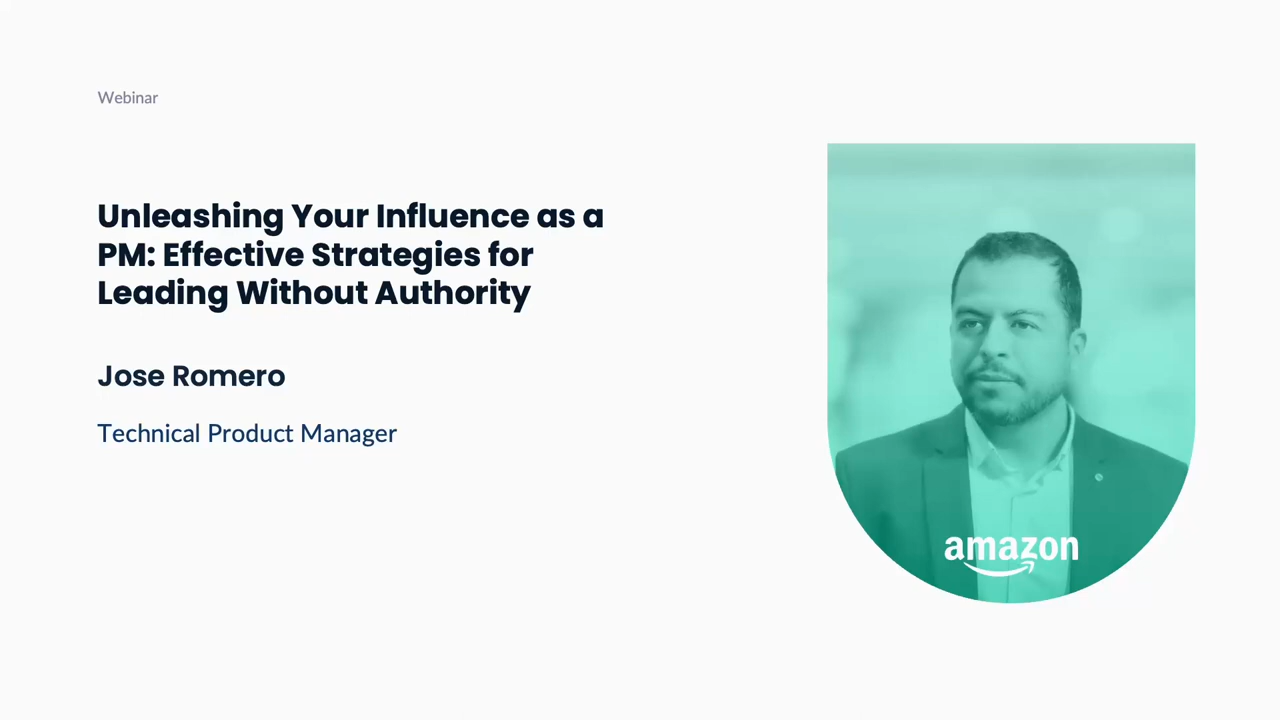 Webinar
Unleashing Your Influence as a
PM: Effective Strategies for
Leading Without Authority
Jose Romero
Technical Product Manager
amazon